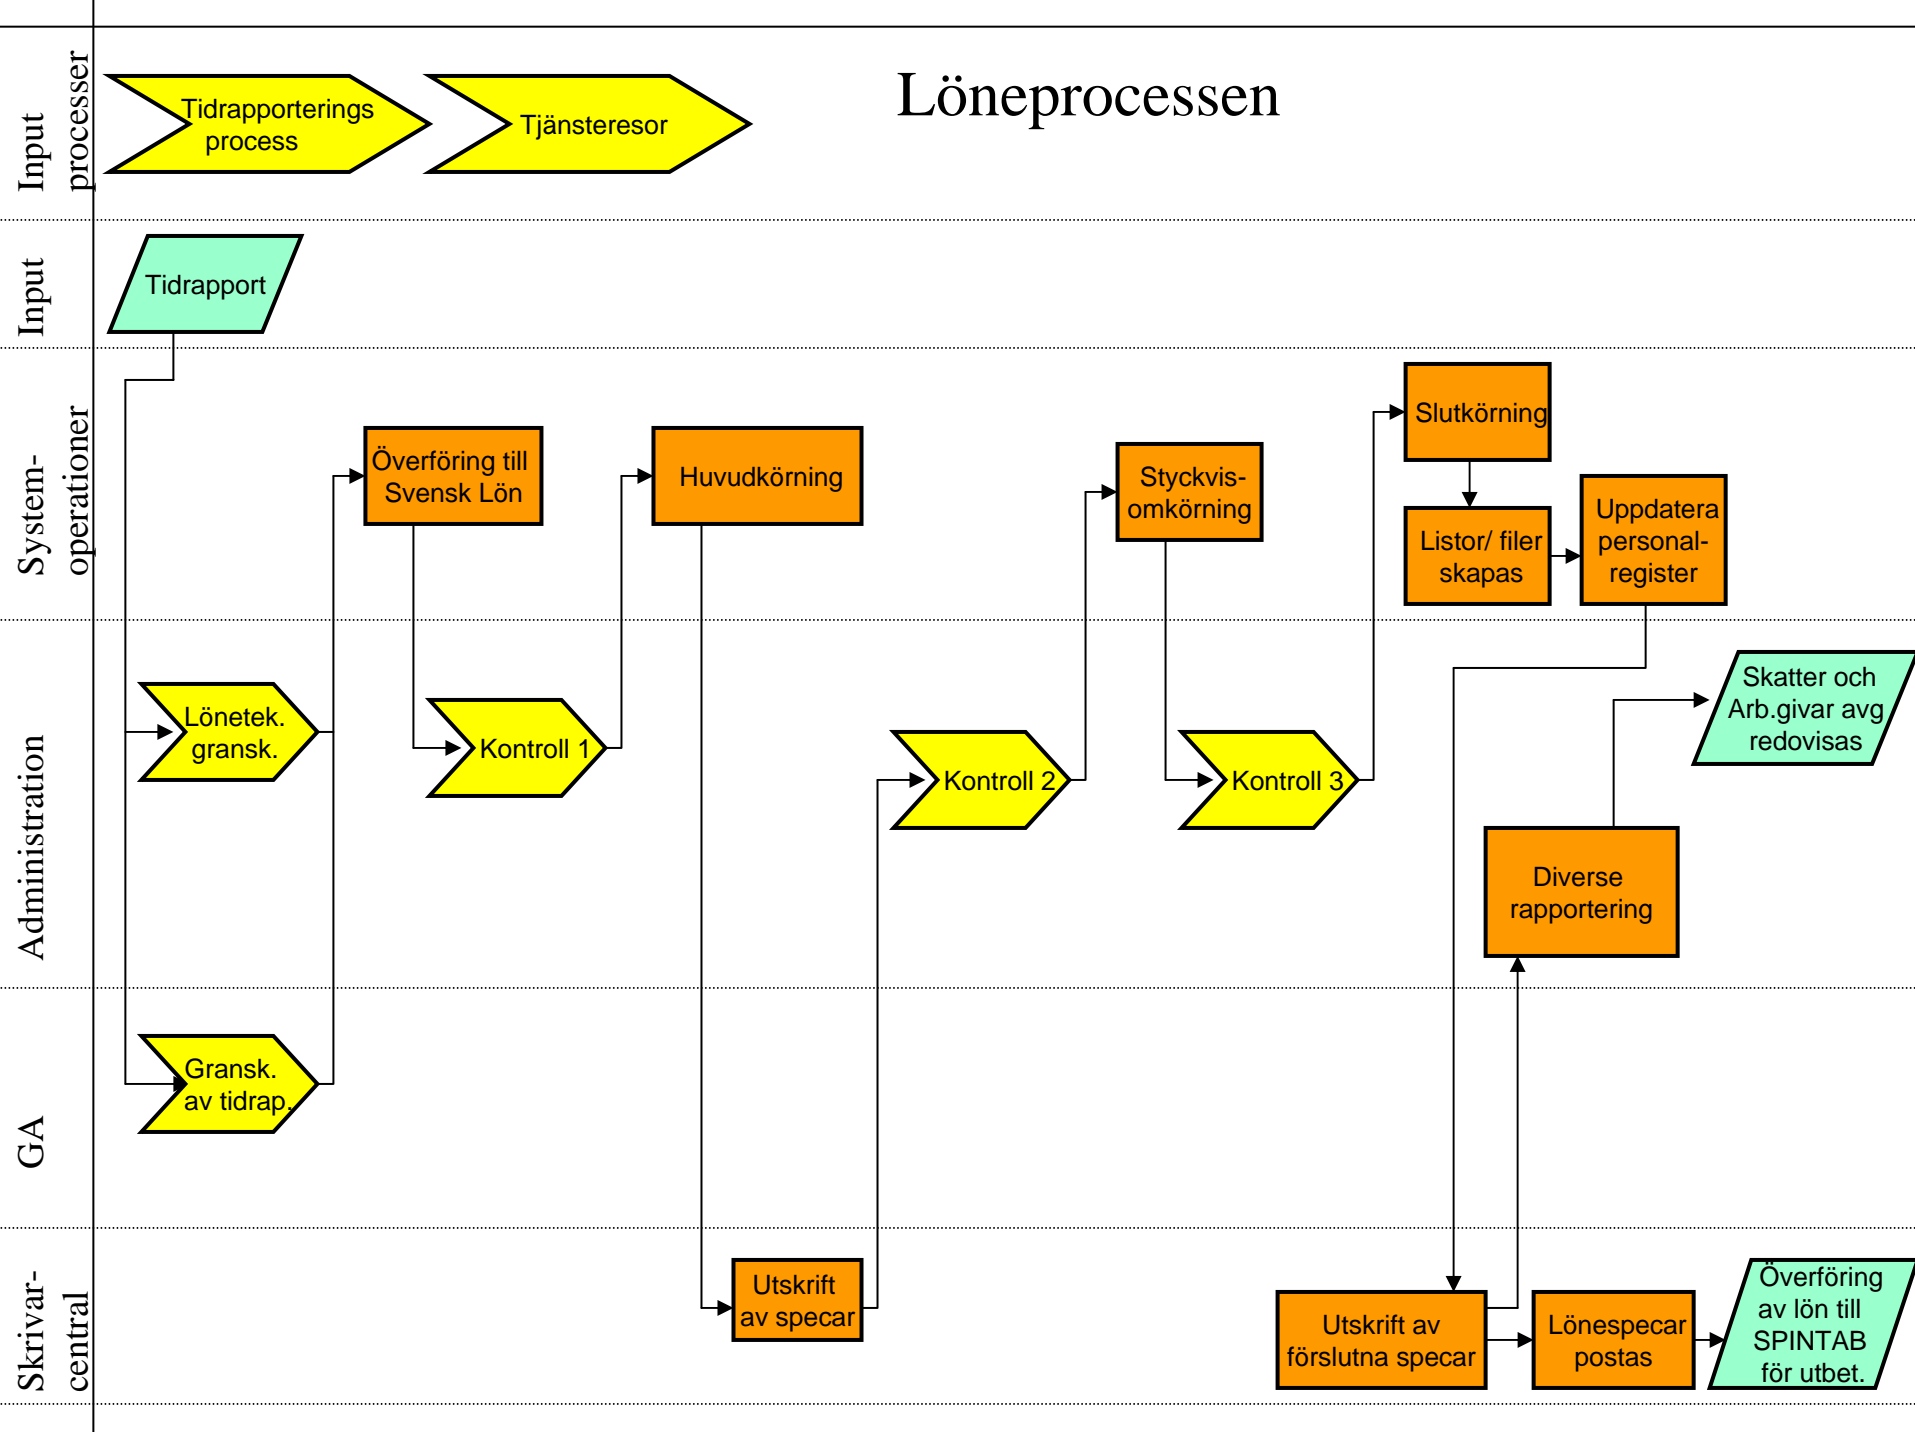 Löneprocessen
Input
processer
Tidrapporterings
process
Tjänsteresor
Input
Tidrapport
System-
operationer
Överföring till
Svensk Lön
Huvudkörning
Styckvis-
omkörning
Slutkörning
Listor/ filer
skapas
Uppdatera
personal-
register
Administration
Lönetek.
gransk.
Kontroll 1
Kontroll 2
Kontroll 3
Skatter och
Arb.givar avg
redovisas
Diverse
rapportering
GA
Gransk.
av tidrap.
Skrivar-
central
Utskrift
av specar
Utskrift av
förslutna specar
Lönespecar
postas
Överföring
av lön till
SPINTAB
för utbet.